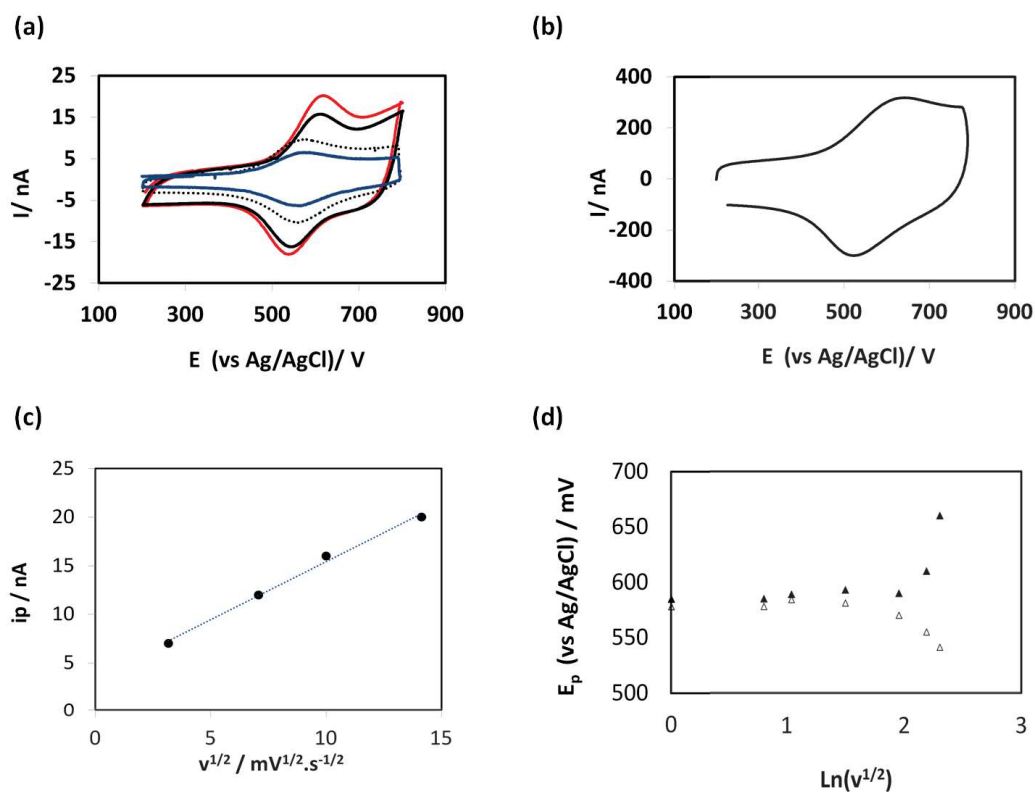 (a)
25
15
5
-5
-15
-25
I/ nA
100 300 500 700 900
E (vs Ag/AgCl)/ V
(b)
400
200
0
-200
-400
I/ nA
100 300 500 700 900
E (vs Ag/AgCl)/ V
(c)
25
20
15
10
5
0
ip / nA
0 5 10 15
v1/2 / mV1/2.s-1/2
(d)
700
650
600
550
500
Ep (vs Ag/AgCl) / mV
0 1 2 3
Ln(v1/2)